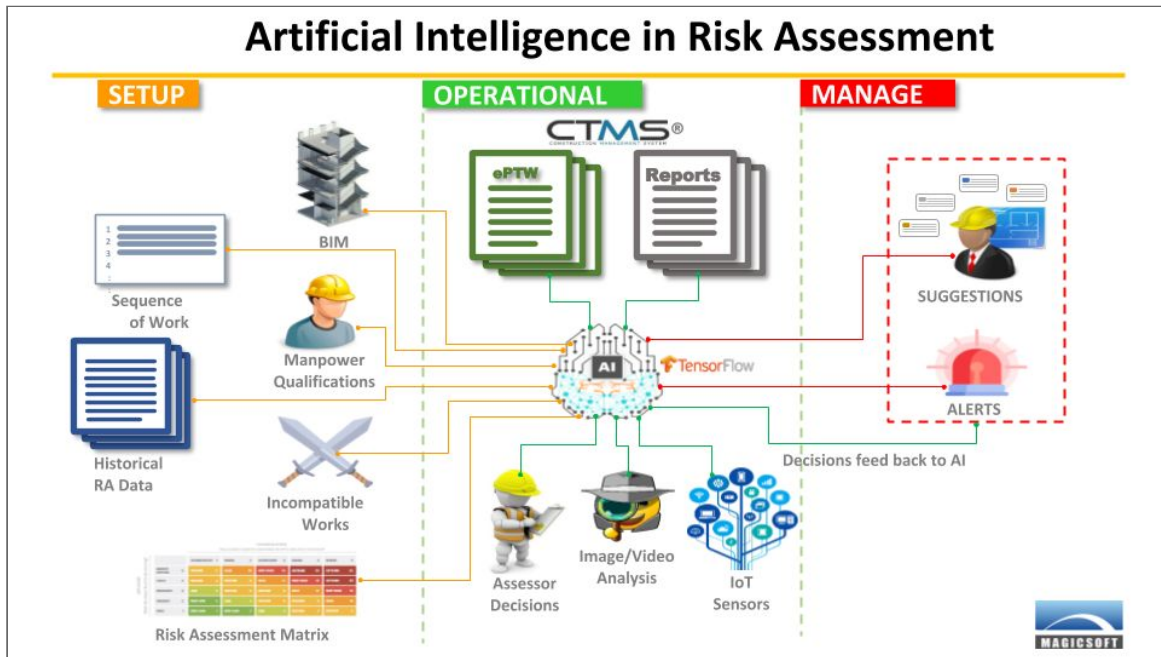 Artificial Intelligence in Risk Assessment
SETUP
OPERATIONAL
MANAGE
CTMS®
CONSTRUCTION MANAGEMENT SYSTEM
ePTW
Reports
BIM
1
2
3
4
Sequence
of Work
Manpower
Qualifications
Historical
RA Data
Incompatible
Works
Risk Assessment Matrix
AI
TensorFlow
Assessor
Decisions
Image/Video
Analysis
IoT
Sensors
SUGGESTIONS
ALERTS
Decisions feed back to AI
MAGICSOFT